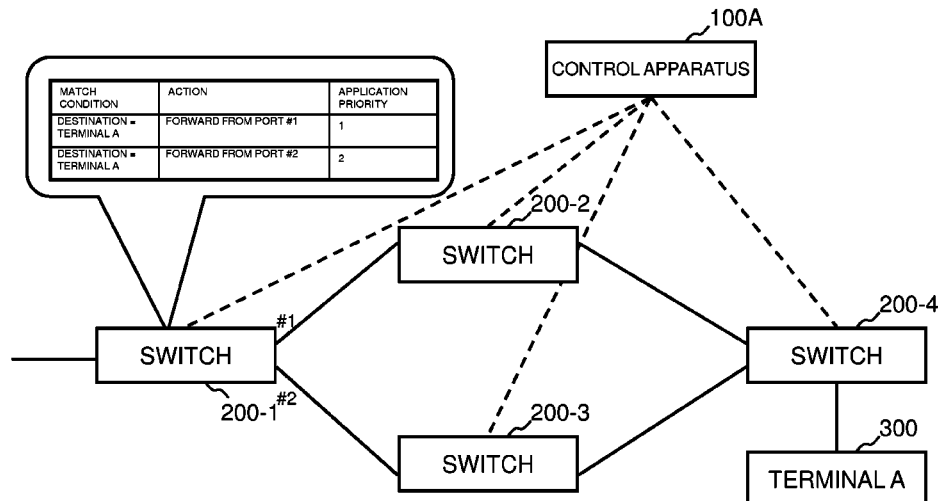 100A
CONTROL APPARATUS
MATCH CONDITION ACTION APPLICATION PRIORITY
DESTINATION = TERMINAL A FORWARD FROM PORT #1 1
DESTINATION = TERMINAL A FORWARD FROM PORT #2 2
200-2
SWITCH
#1
SWITCH
200-1
#2
200-4
SWITCH
200-3
SWITCH
300
TERMINAL A